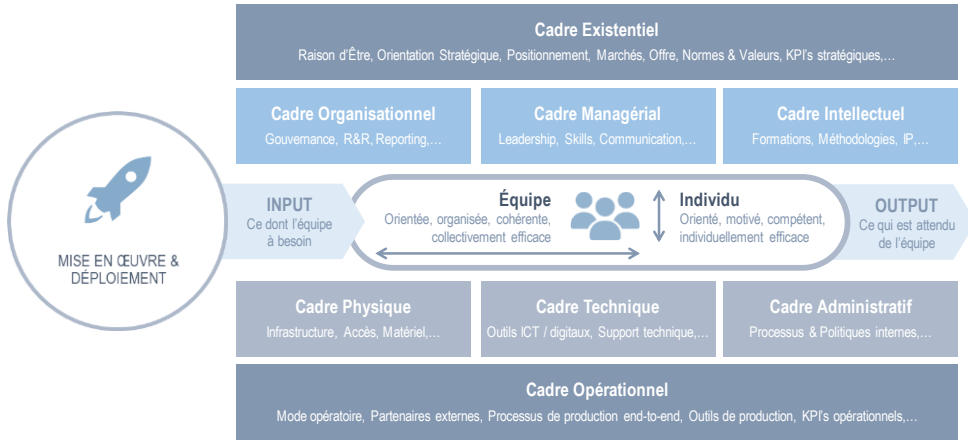 Cadre Existentiel
Raison d'Être, Orientation Stratégique, Positionnement, Marchés, Offre, Normes & Valeurs, KPI's stratégiques,…
Cadre Organisationnel
Gouvernance, R&R, Reporting,…
Cadre Managérial
Leadership, Skills, Communication,…
Cadre Intellectuel
Formations, Méthodologies, IP,…
MISE EN ŒUVRE &
DÉPLOIEMENT
INPUT
Ce dont l'équipe
à besoin
Équipe
Orientée, organisée, cohérente,
collectivement efficace
Individu
Orienté, motivé, compétent,
individuellement efficace
OUTPUT
Ce qui est attendu
de l'équipe
Cadre Physique
Infrastructure, Accès, Matériel,…
Cadre Technique
Outils ICT / digitaux, Support technique,…
Cadre Administratif
Processus & Politiques internes,…
Cadre Opérationnel
Mode opératoire, Partenaires externes, Processus de production end-to-end, Outils de production, KPI's opérationnels,…